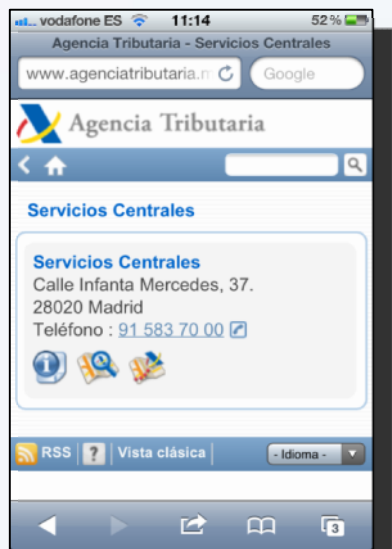 vodafone ES 11:14 52%
Agencia Tributaria - Servicios Centrales
www.agenciatributaria.m Google
Agencia Tributaria
Servicios Centrales
Servicios Centrales
Calle Infanta Mercedes, 37.
28020 Madrid
Teléfono : 91 583 70 00
RSS ? Vista clásica - Idioma -
3